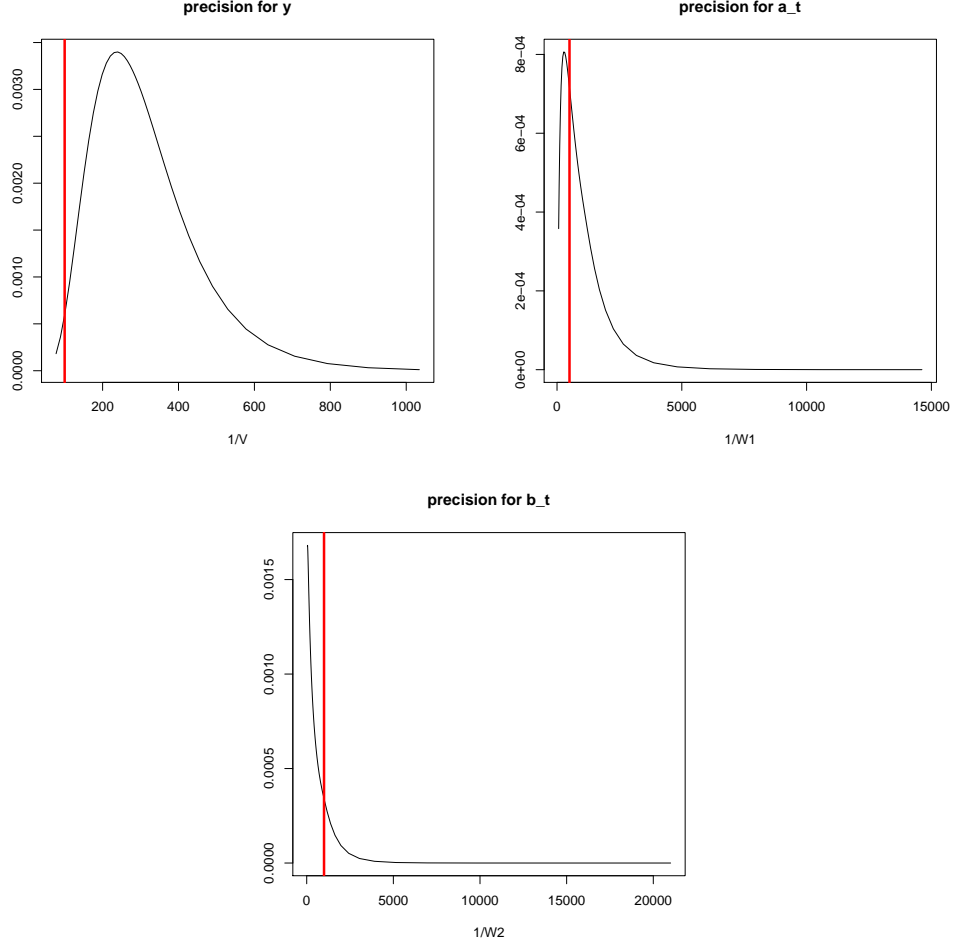 precision for y
0.0000 0.0010 0.0020 0.0030
200 400 600 800 1000
1/V
precision for a_t
0e+00 2e−04 4e−04 6e−04 8e−04
0 5000 10000 15000
1/W1
precision for b_t
0.0000 0.0005 0.0010 0.0015
0 5000 10000 15000 20000
1/W2